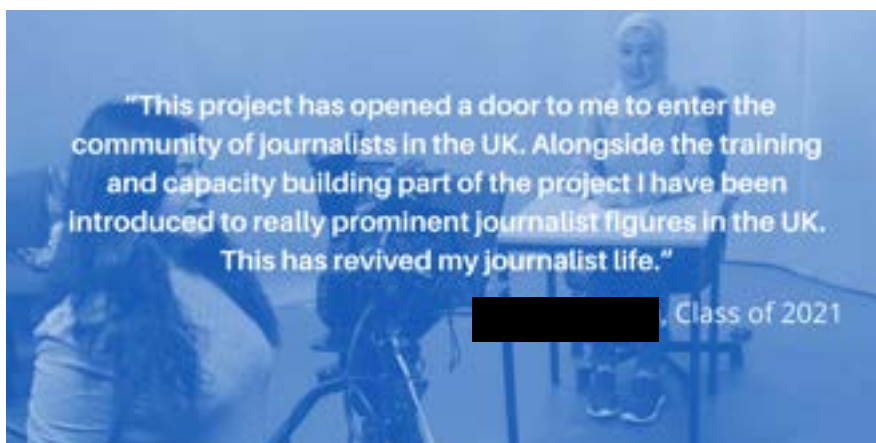 “This project has opened a door to me to enter the
community of journalists in the UK. Alongside the training
and capacity building part of the project I have been
introduced to really prominent journalist figures in the UK.
This has revived my journalist life.”
, Class of 2021